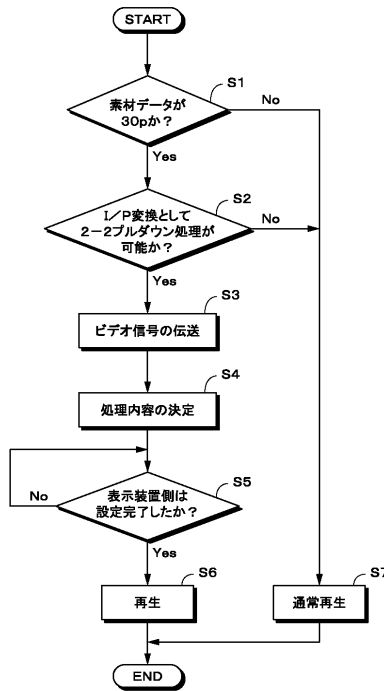 START
S1
素材データが
30pか？
No
Yes
S2
I／P変換として
2－2プルダウン処理が
可能か？
No
Yes
S3
ビデオ信号の伝送
S4
処理内容の決定
S5
表示装置側は
設定完了したか？
No
Yes
S6
再生
S7
通常再生
END